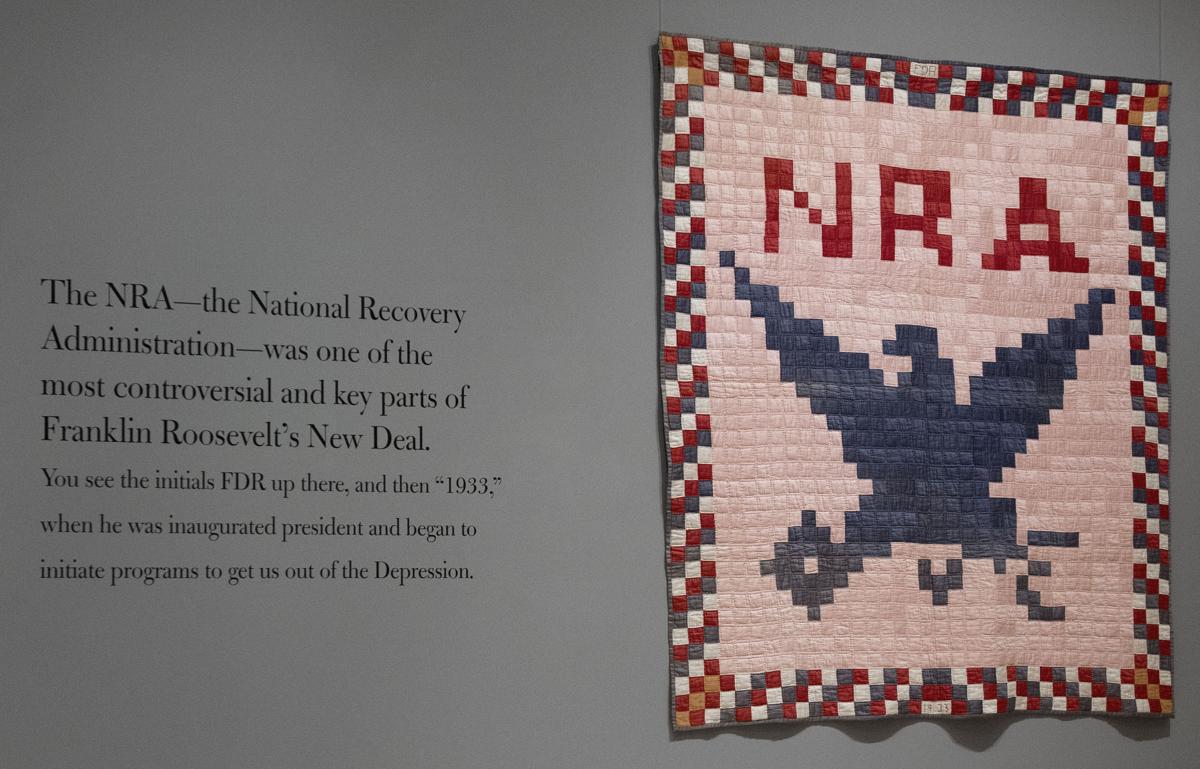 The NRA—the National Recovery
Administration—was one of the
most controversial and key parts of
Franklin Roosevelt’s New Deal.
You see the initials FDR up there, and then “1933,”
when he was inaugurated president and began to
initiate programs to get us out of the Depression.
FDR
NRA
1933